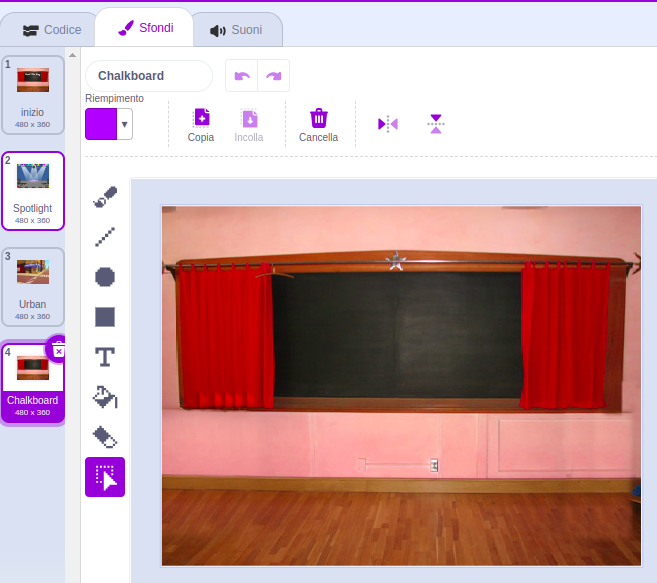 Codice
Sfondi
Suoni
1
inizio
480 x 360
2
Spotlight
480 x 360
3
Urban
480 x 360
4
Chalkboard
480 x 360
Chalkboard
Riempimento
Copia
Incolla
Cancella
T